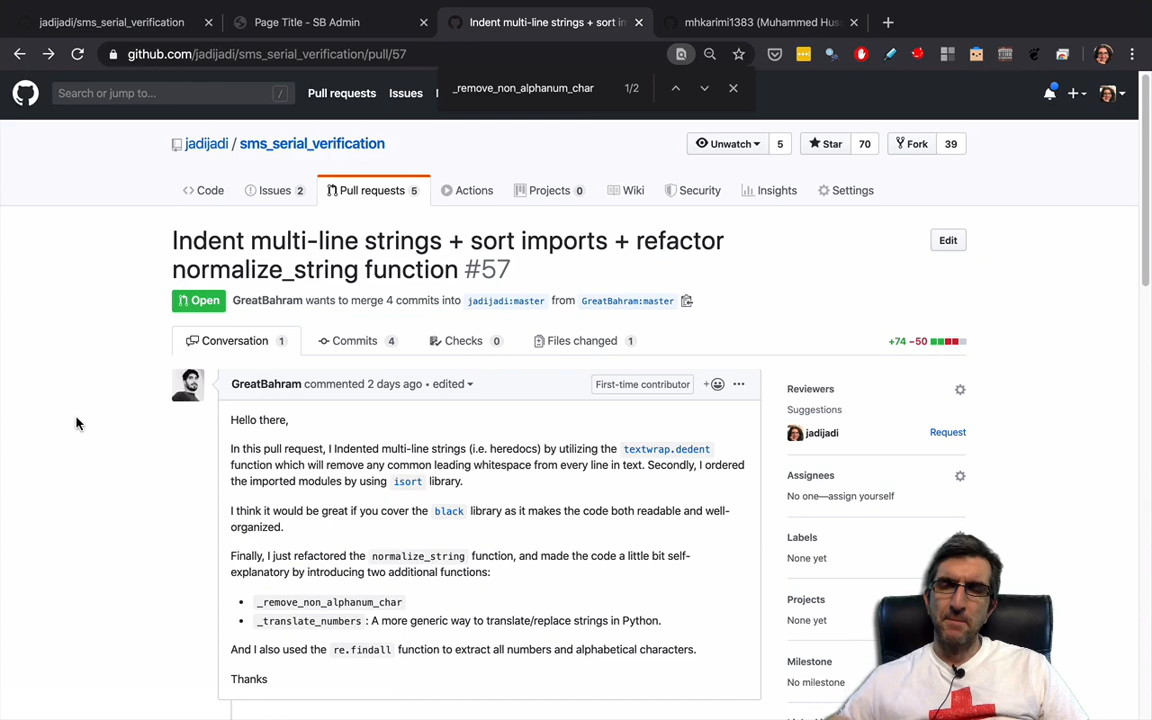 jadijadi/sms_serial_verification
Page Title - SB Admin
Indent multi-line strings + sort im
mhkarimi1383 (Muhammed Hus
github.com/jadijadi/sms_serial_verification/pull/57
_remove_non_alphanum_char 1/2
Search or jump to... /
Pull requests Issues
jadijadi / sms_serial_verification
Unwatch 5 Star 70 Fork 39
Code Issues 2 Pull requests 5 Actions Projects 0 Wiki Security Insights Settings
Indent multi-line strings + sort imports + refactor
normalize_string function #57
Edit
Open GreatBahram wants to merge 4 commits into jadijadi:master from GreatBahram:master
Conversation 1 Commits 4 Checks 0 Files changed 1 +74 −50
GreatBahram commented 2 days ago • edited First-time contributor
Hello there,
In this pull request, I Indented multi-line strings (i.e. heredocs) by utilizing the textwrap.dedent
function which will remove any common leading whitespace from every line in text. Secondly, I ordered
the imported modules by using isort library.
I think it would be great if you cover the black library as it makes the code both readable and well-
organized.
Finally, I just refactored the normalize_string function, and made the code a little bit self-
explanatory by introducing two additional functions:
• _remove_non_alphanum_char
• _translate_numbers : A more generic way to translate/replace strings in Python.
And I also used the re.findall function to extract all numbers and alphabetical characters.
Thanks
Reviewers
Suggestions
jadijadi Request
Assignees
No one—assign yourself
Labels
None yet
Projects
None yet
Milestone
No milestone